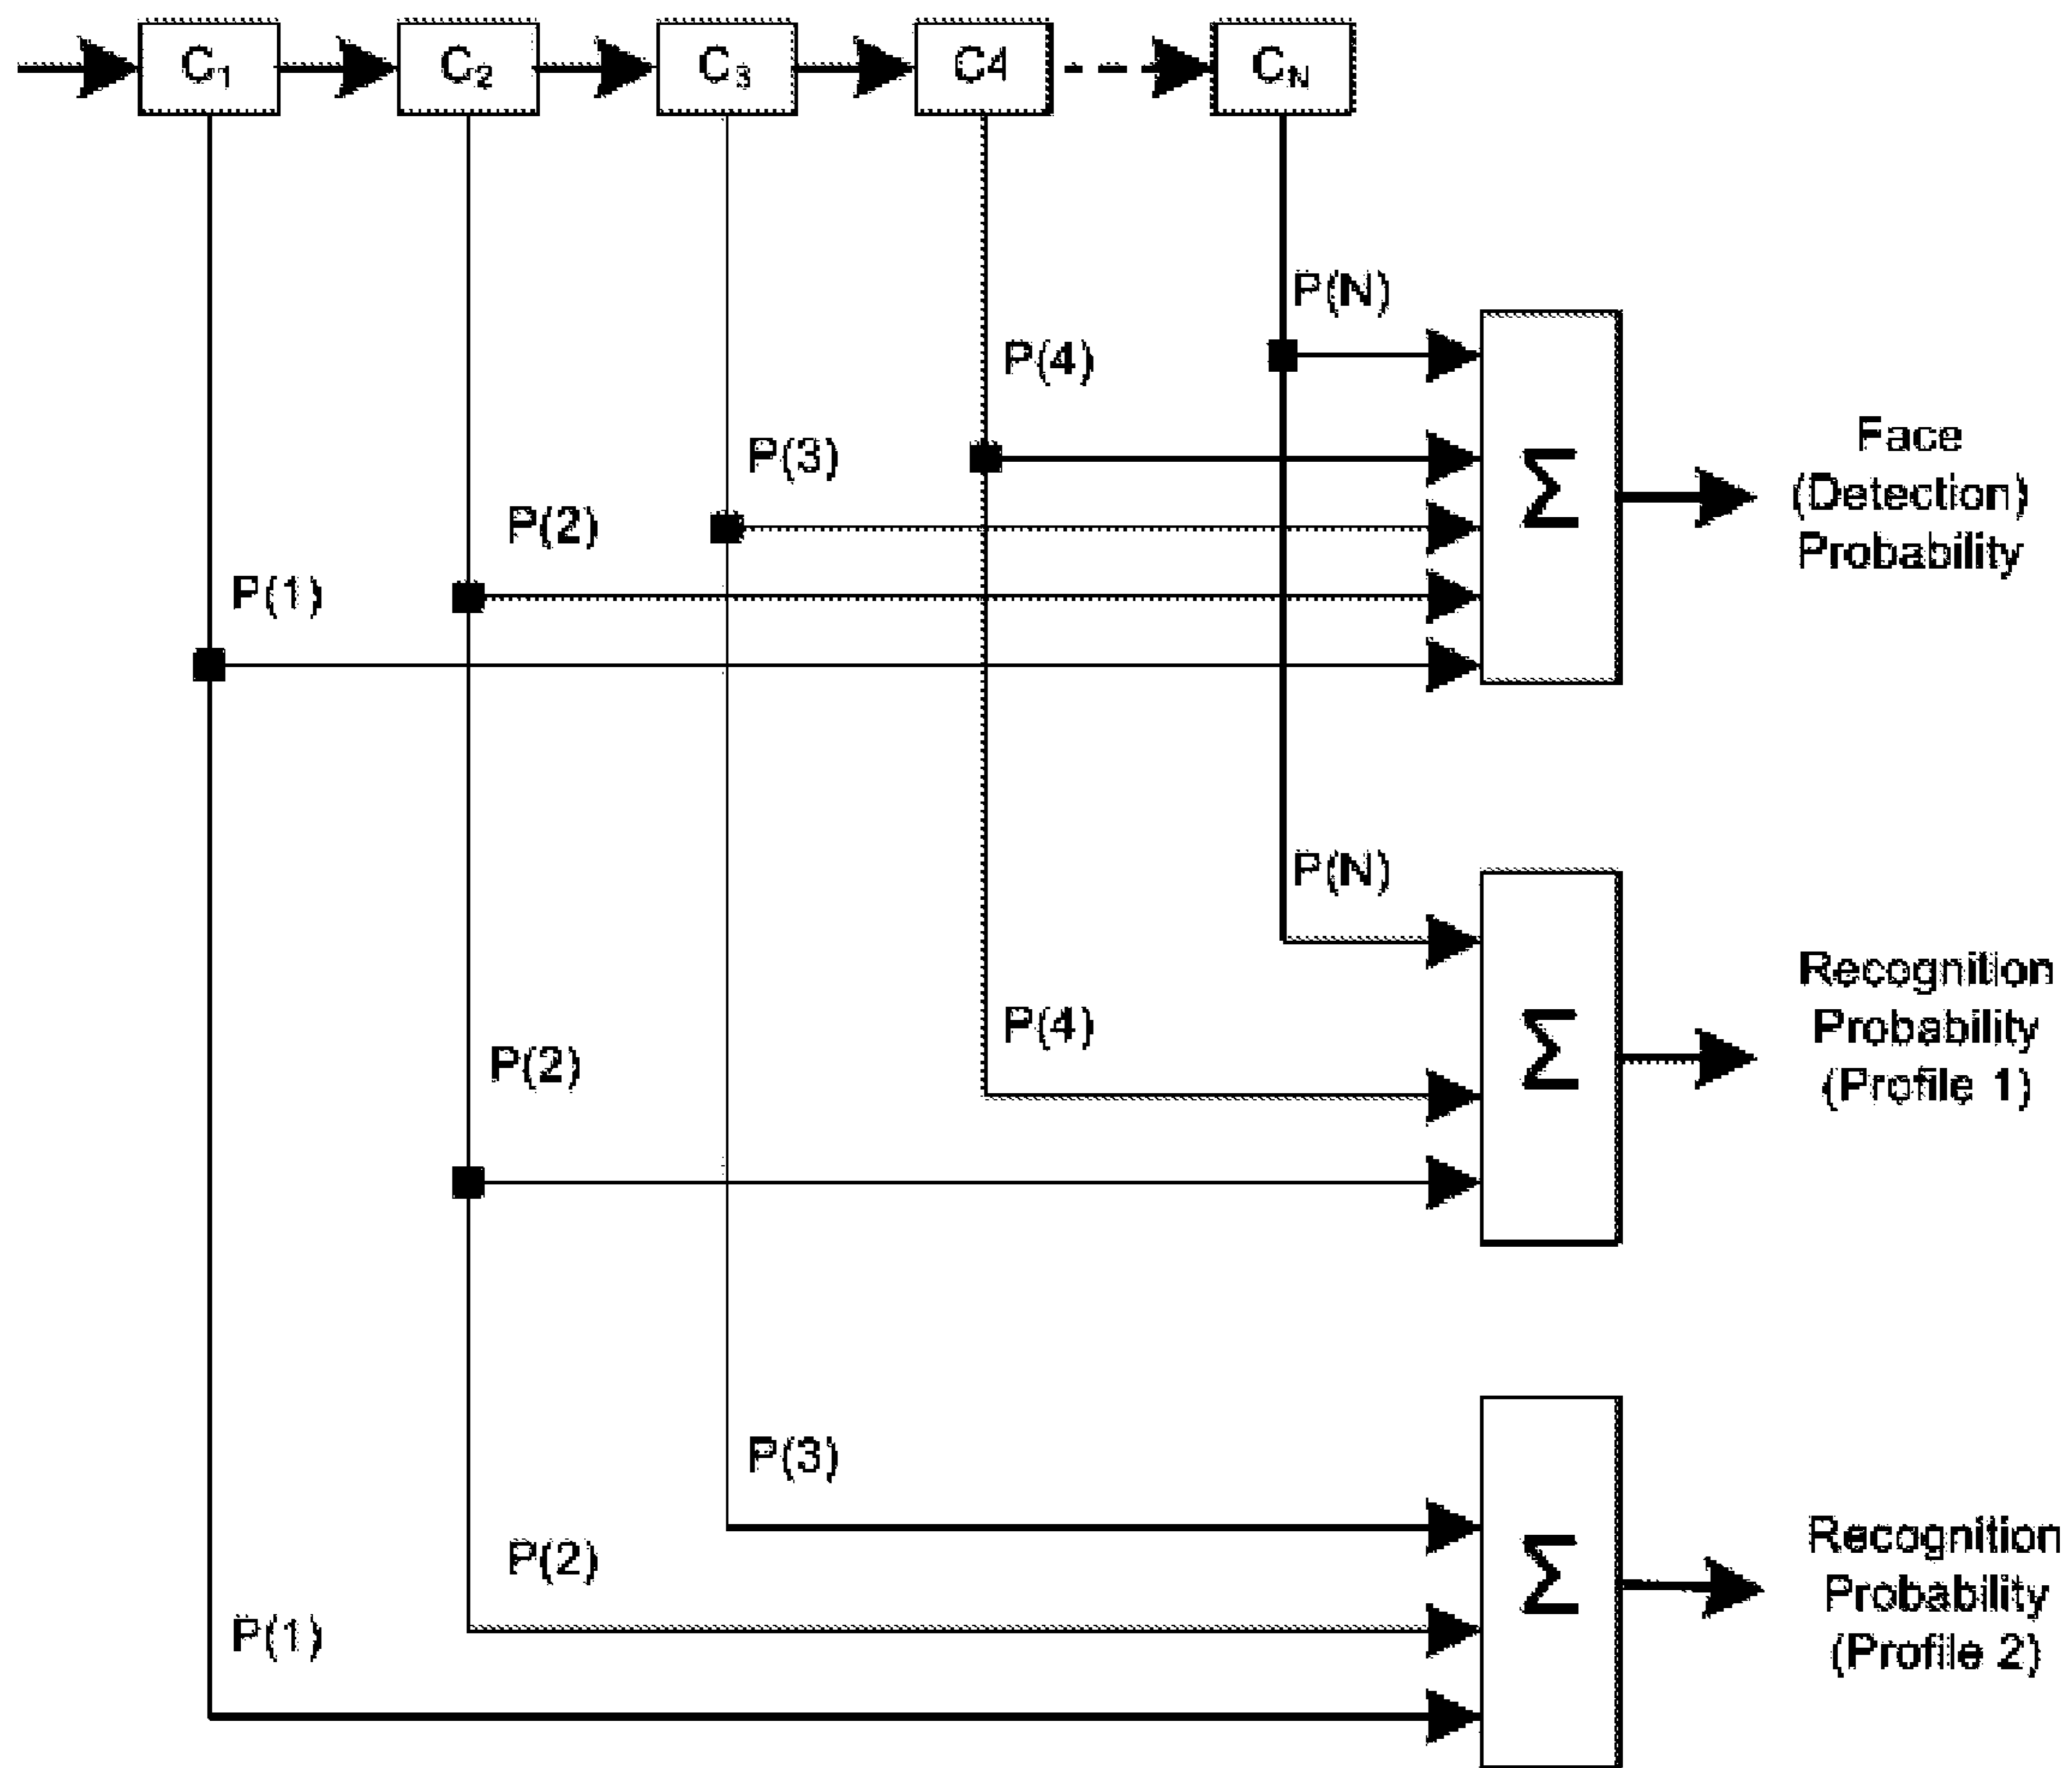 C1 C2 C3 C4 CN
P(N)
P(4)
P(3)
P(2)
P(1)
Σ
Face
(Detection)
Probability
P(N)
P(4)
P(2)
Σ
Recognition
Probability
(Profile 1)
P(3)
P(2)
P(1)
Σ
Recognition
Probability
(Profile 2)